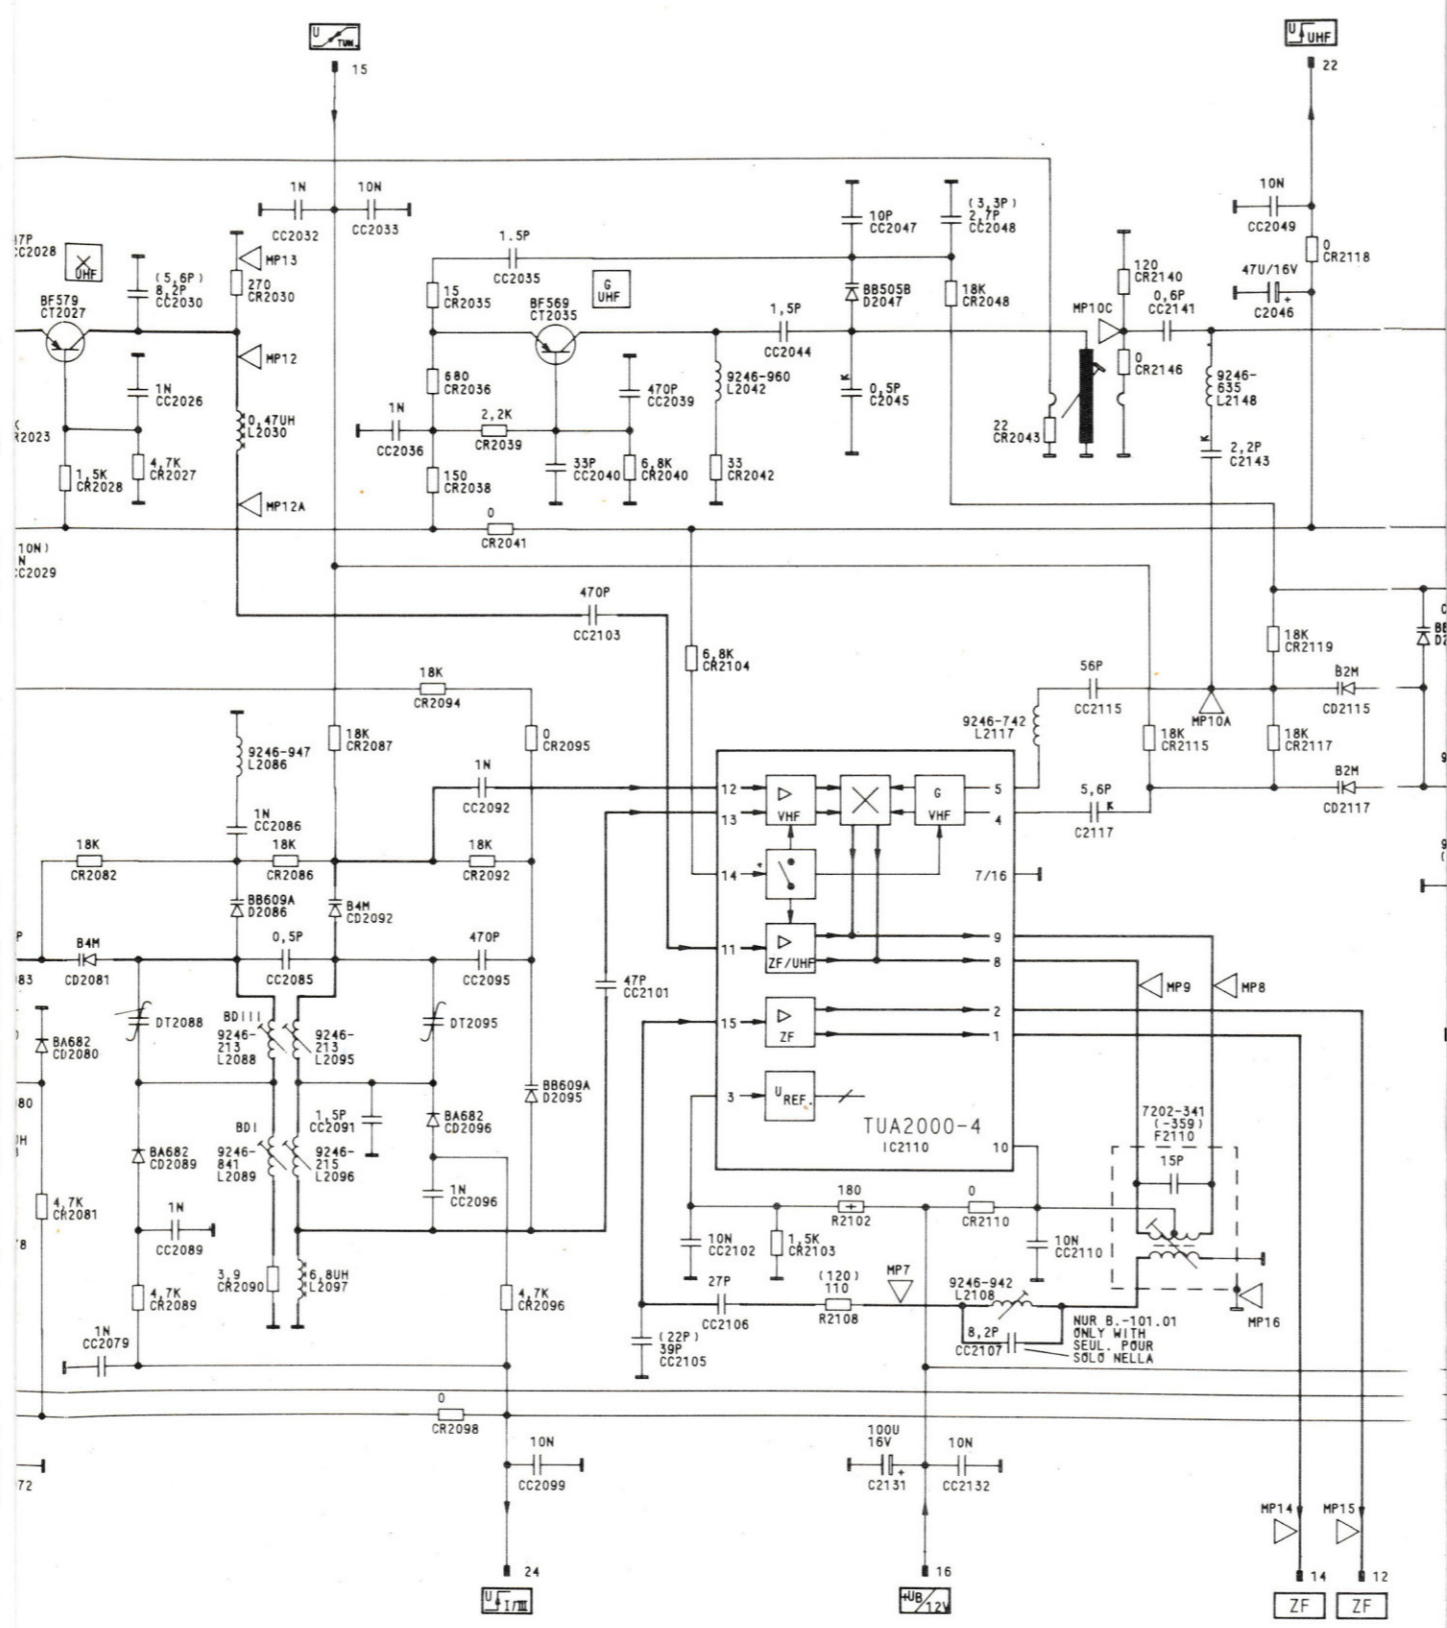 U
TUN.
15
U
UHF
22
1N
CC2032
10N
CC2033
10N
CC2049
0
CR2118
47U/16V
C2046
CC2028
UHF
BF579
CT2027
(5,6P)
8,2P
CC2030
MP13
270
CR2030
1.5P
CC2035
15
CR2035
BF569
CT2035
G
UHF
10P
CC2047
(3,3P)
2,7P
CC2048
BB505B
D2047
18K
CR2048
120
CR2140
0,6P
CC2141
MP10C
MP12
1,5P
CC2044
0
CR2146
1N
CC2026
680
CR2036
470P
CC2039
9246-960
L2042
K
0,5P
C2045
9246-
635
L2148
0,47UH
L2030
1N
CC2036
2,2K
CR2039
22
CR2043
K
2,2P
C2143
R2023
1,5K
CR2028
4,7K
CR2027
150
CR2038
33P
CC2040
6,8K
CR2040
33
CR2042
MP12A
0
CR2041
10N)
N
CC2029
470P
CC2103
6,8K
CR2104
18K
CR2119
18K
CR2094
56P
CC2115
B2M
CD2115
MP10A
9246-947
L2086
18K
CR2087
0
CR2095
9246-742
L2117
18K
CR2115
18K
CR2117
1N
CC2092
B2M
CD2117
5,6P
K
C2117
1N
CC2086
12
13
VHF
G
VHF
5
4
18K
CR2082
18K
CR2086
18K
CR2092
14
7/16
BB609A
D2086
B4M
CD2092
B4M
CD2081
0,5P
CC2085
470P
CC2095
11
ZF/UHF
9
8
47P
CC2101
MP9
MP8
DT2088
BDIII
9246-
213
L2088
9246-
213
L2095
DT2095
15
ZF
2
1
BA682
CD2080
BB609A
D2095
3
U REF.
TUA2000-4
IC2110
10
1,5P
CC2091
BA682
CD2096
7202-341
(-359)
F2110
15P
BDI
9246-
841
L2089
9246-
215
L2096
BA682
CD2089
1N
CC2096
4,7K
CR2081
1N
CC2089
180
R2102
0
CR2110
10N
CC2102
1,5K
CR2103
10N
CC2110
3,9
CR2090
6,8UH
L2097
4,7K
CR2089
4,7K
CR2096
27P
CC2106
(120)
110
R2108
MP7
9246-942
L2108
MP16
8,2P
CC2107
NUR B.-101.01
ONLY WITH
SEUL. POUR
SOLO NELLA
(22P)
39P
CC2105
1N
CC2079
0
CR2098
10N
CC2099
100U
16V
C2131
10N
CC2132
MP14
MP15
24
16
14
12
U
I/III
+UB/12V
ZF
ZF